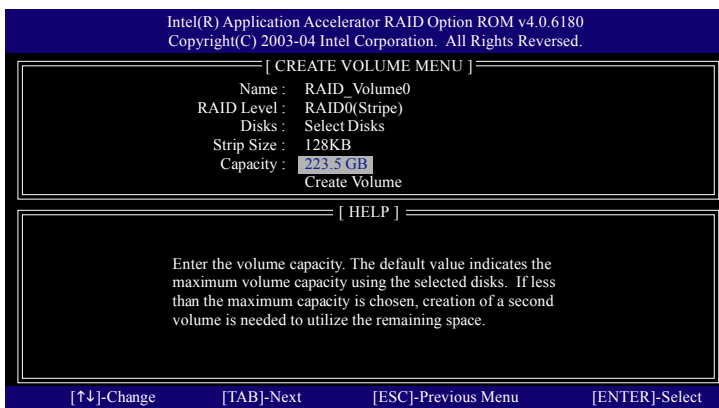 Intel(R) Application Accelerator RAID Option ROM v4.0.6180
Copyright(C) 2003-04 Intel Corporation. All Rights Reversed.
[ CREATE VOLUME MENU ]
Name : RAID_Volume0
RAID Level : RAID0(Stripe)
Disks : Select Disks
Strip Size : 128KB
Capacity : 223.5 GB
Create Volume
[ HELP ]
Enter the volume capacity. The default value indicates the
maximum volume capacity using the selected disks. If less
than the maximum capacity is chosen, creation of a second
volume is needed to utilize the remaining space.
[↑↓]-Change [TAB]-Next [ESC]-Previous Menu [ENTER]-Select